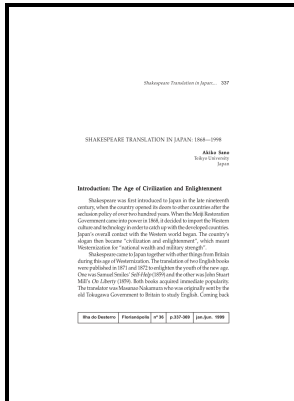 Shakespeare Translation in Japan... 337
SHAKESPEARE TRANSLATION IN JAPAN: 1868—1998
Akiko Sano
Tokyo University
Japan
Introduction: The Age of Civilization and Enlightenment
Shakespeare was first introduced to Japan in the late nineteenth
century, when the country opened its doors to other countries after the
seclusion policy of over two hundred years. When the Meiji Restoration
Government came into power in 1868, it decided to import the Western
culture and technology in order to catch up with the developed countries.
Japan's overall contact with the Western world began. The country's
slogan then became "civilization and enlightenment", which meant
Westernization for "national wealth and military strength".
Shakespeare came to Japan together with other things from Britain
during this age of Westernization. The translation of two English books
were published in 1871 and 1872 to enlighten the youth of the new age.
One was Samuel Smiles' Self-Help (1859) and the other was John Stuart
Mill's On Liberty (1859). Both books acquired immediate popularity.
The translator was Masanao Nakamura who was originally sent by the
old Tokugawa Government to Britain to study English. Coming back
Ilha do Desterro Florianópolis nº 36 p.337-369 jan./jun. 1999